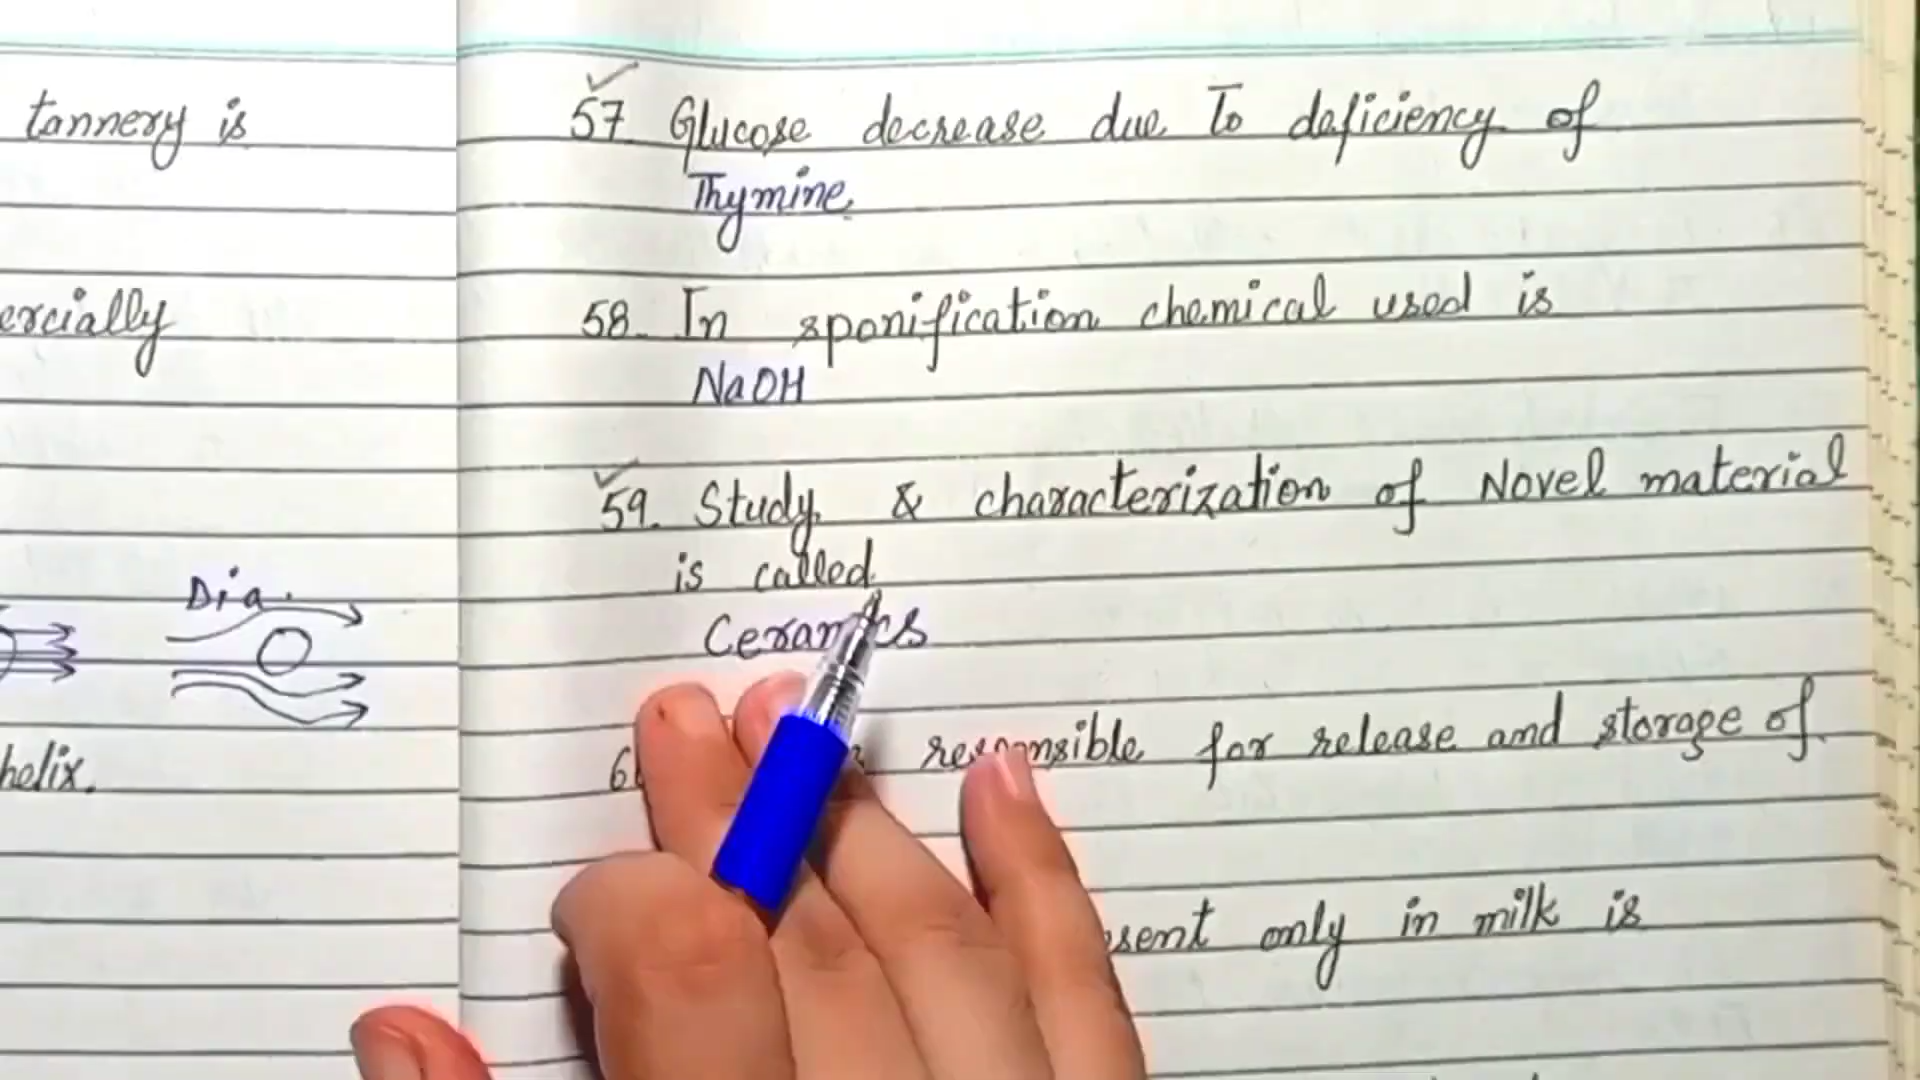 tannery is
ercially
Dia.
helix.
57 Glucose decrease due To deficiency of
Thymine
58. In sponification chemical used is
NaOH
59. Study & characterization of Novel material
is called
Ceramics
responsible for release and storage of
only in milk is